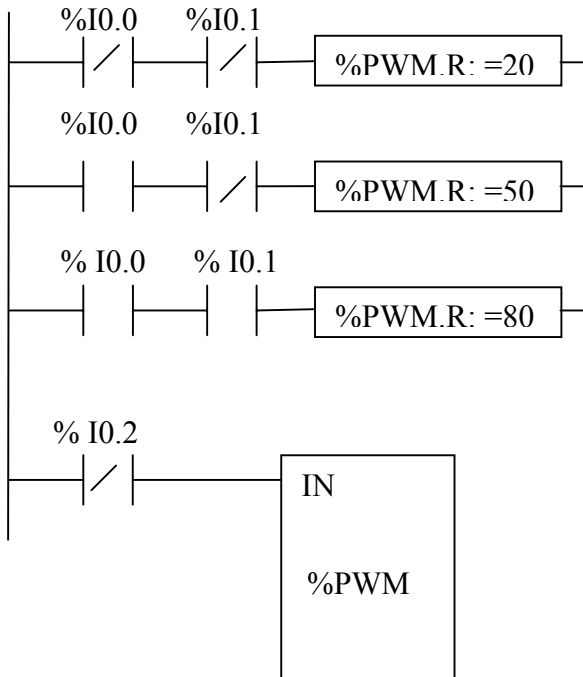 %I0.0 %I0.1
%PWM.R: =20
%I0.0 %I0.1
%PWM.R: =50
% I0.0 % I0.1
%PWM.R: =80
% I0.2
IN
%PWM